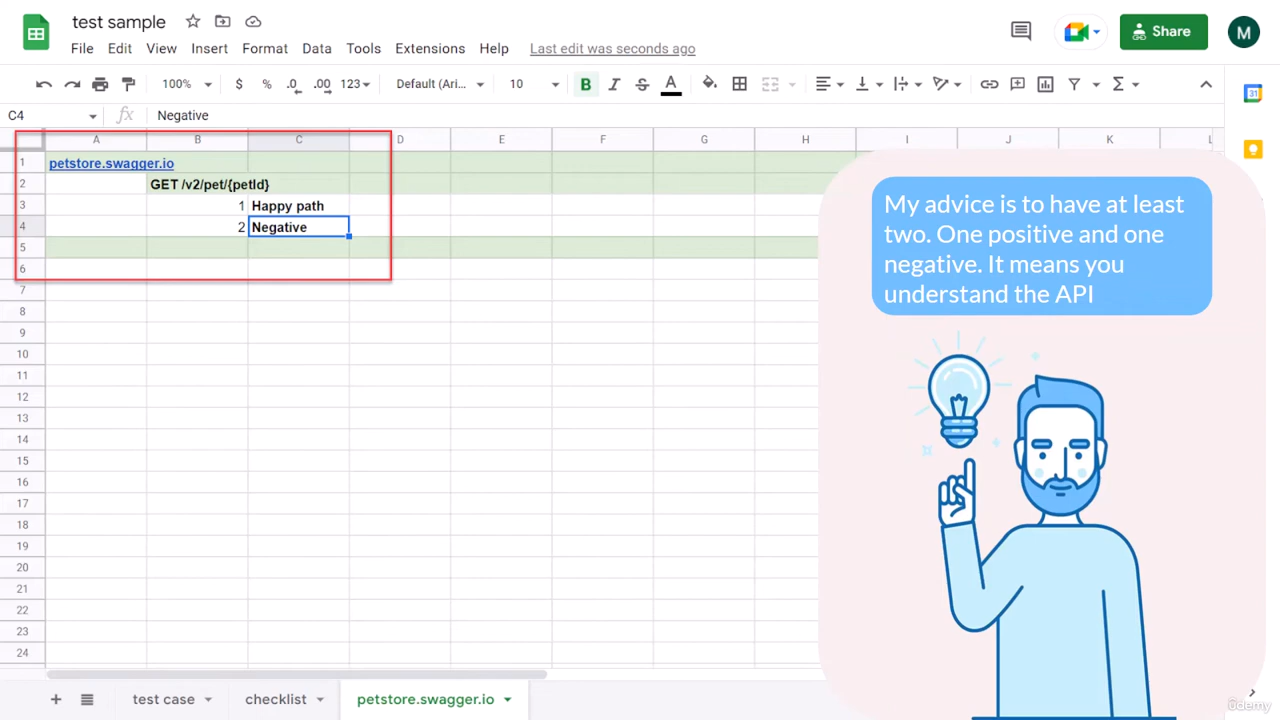 test sample
File Edit View Insert Format Data Tools Extensions Help Last edit was seconds ago
Share
M
100% $ % .0 .00 123 Default (Ari... 10 B I S A Σ
31
C4 fx Negative
A B C D E F G H I J K L
1 petstore.swagger.io
2 GET /v2/pet/{petId}
3 1 Happy path
4 2 Negative
5
6
7
8
9
10
11
12
13
14
15
16
17
18
19
20
21
22
23
24
My advice is to have at least
two. One positive and one
negative. It means you
understand the API
+ test case checklist petstore.swagger.io
ûdemy